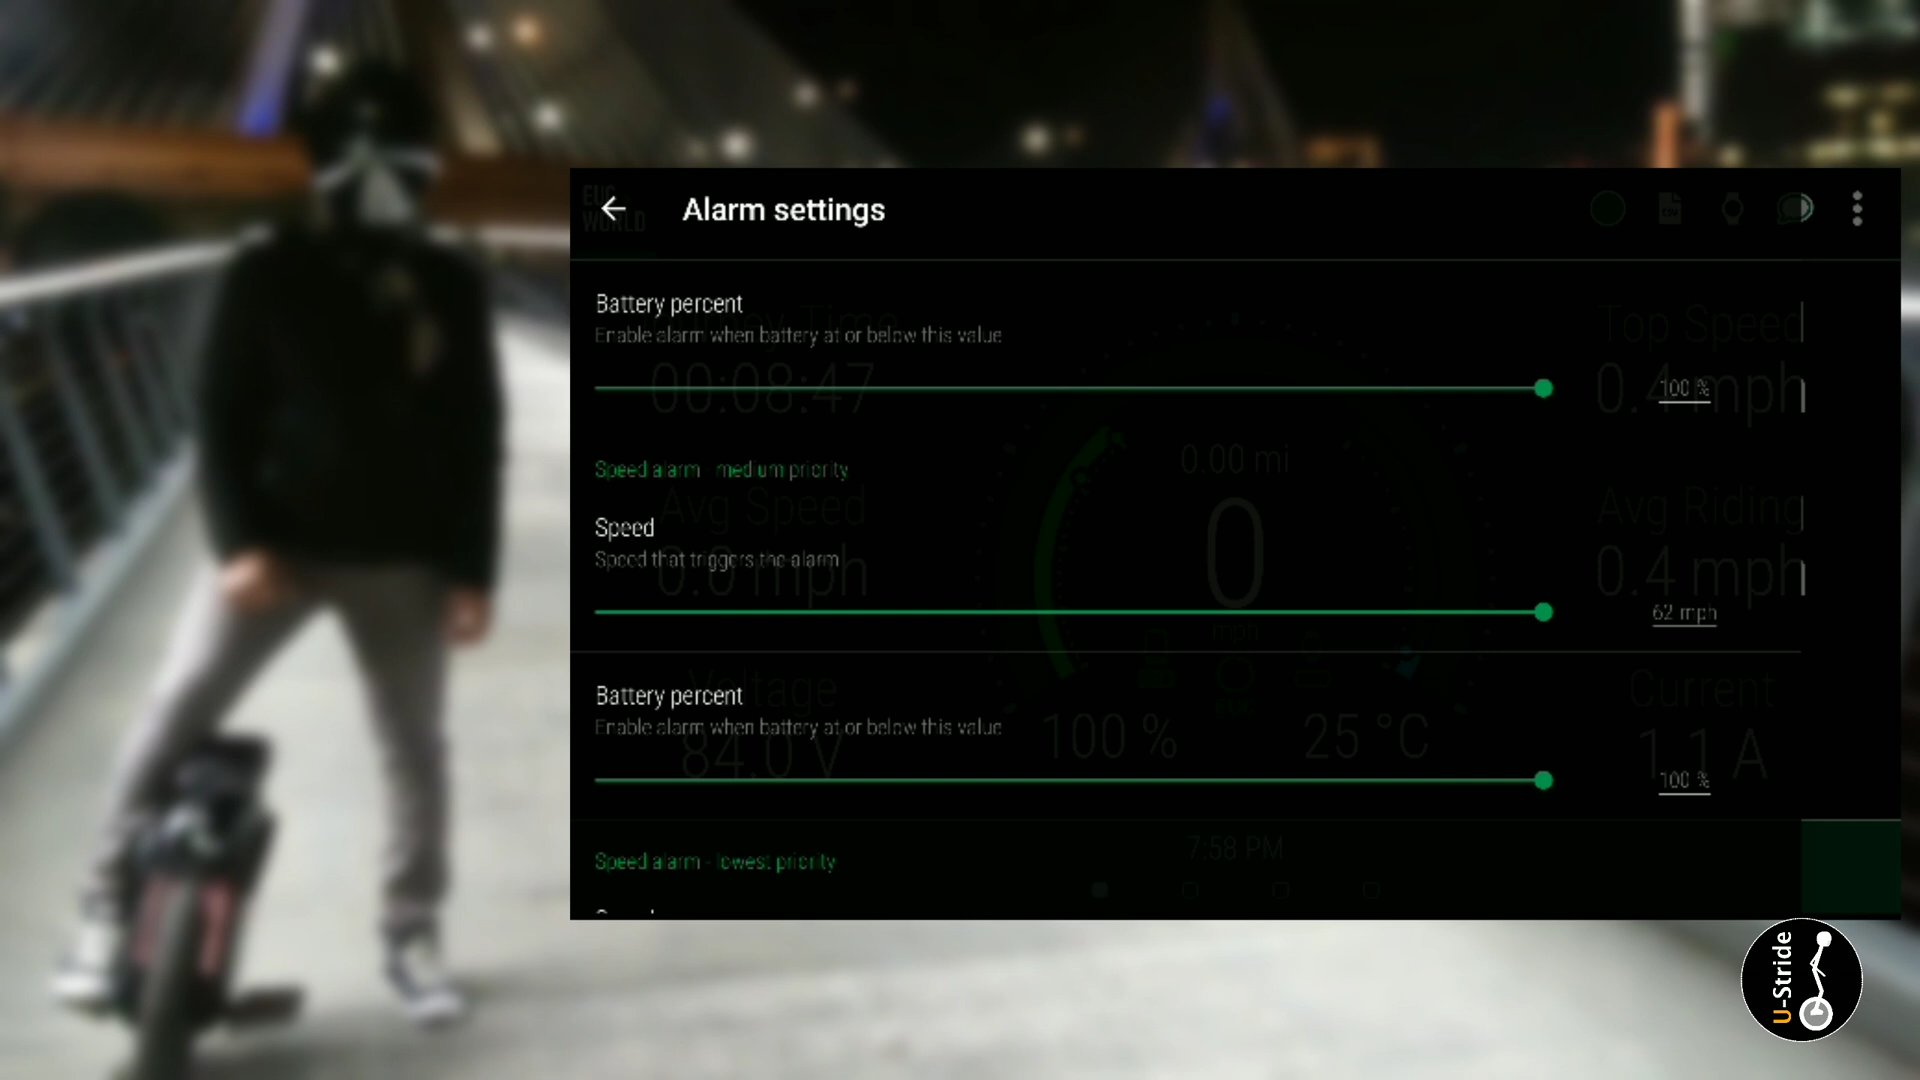 EUC
WORLD
Alarm settings
CSV
Battery percent
Enable alarm when battery at or below this value
Time
Top Speed
00:08:47
0.4 mph
100 %
0.00 mi
Speed alarm - medium priority
Avg Speed
Avg Riding
0
Speed
Speed that triggers the alarm
0.0 mph
0.4 mph
62 mph
mph
Voltage
Current
Battery percent
Enable alarm when battery at or below this value
84.0 V
100 %
25 °C
1.1 A
100 %
7:58 PM
Speed alarm - lowest priority
U-Stride